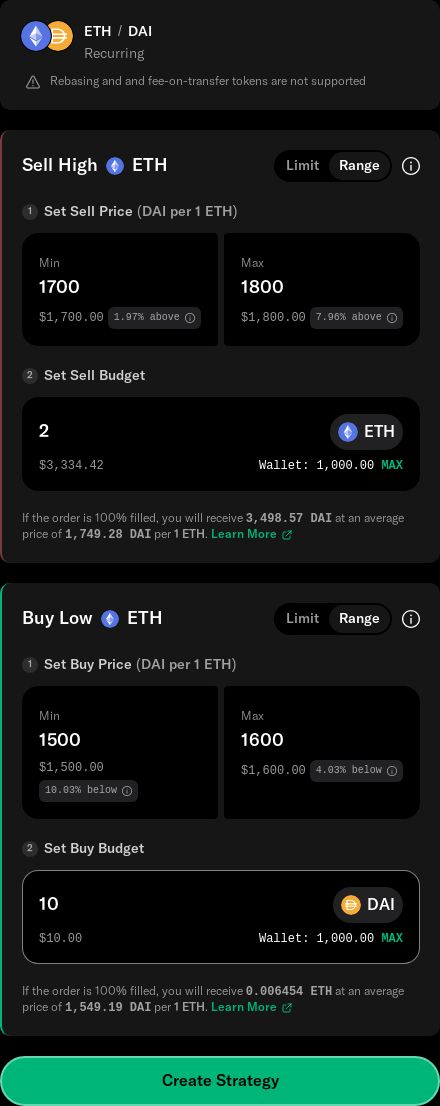 ETH / DAI
Recurring
Rebasing and and fee-on-transfer tokens are not supported
Sell High ETH Limit Range
1 Set Sell Price (DAI per 1 ETH)
Min Max
1700 1800
$1,700.00 1.97% above $1,800.00 7.96% above
2 Set Sell Budget
2 ETH
$3,334.42 Wallet: 1,000.00 MAX
If the order is 100% filled, you will receive 3,498.57 DAI at an average
price of 1,749.28 DAI per 1 ETH. Learn More
Buy Low ETH Limit Range
1 Set Buy Price (DAI per 1 ETH)
Min Max
1500 1600
$1,500.00 $1,600.00 4.03% below
10.03% below
2 Set Buy Budget
10 DAI
$10.00 Wallet: 1,000.00 MAX
If the order is 100% filled, you will receive 0.006454 ETH at an average
price of 1,549.19 DAI per 1 ETH. Learn More
Create Strategy